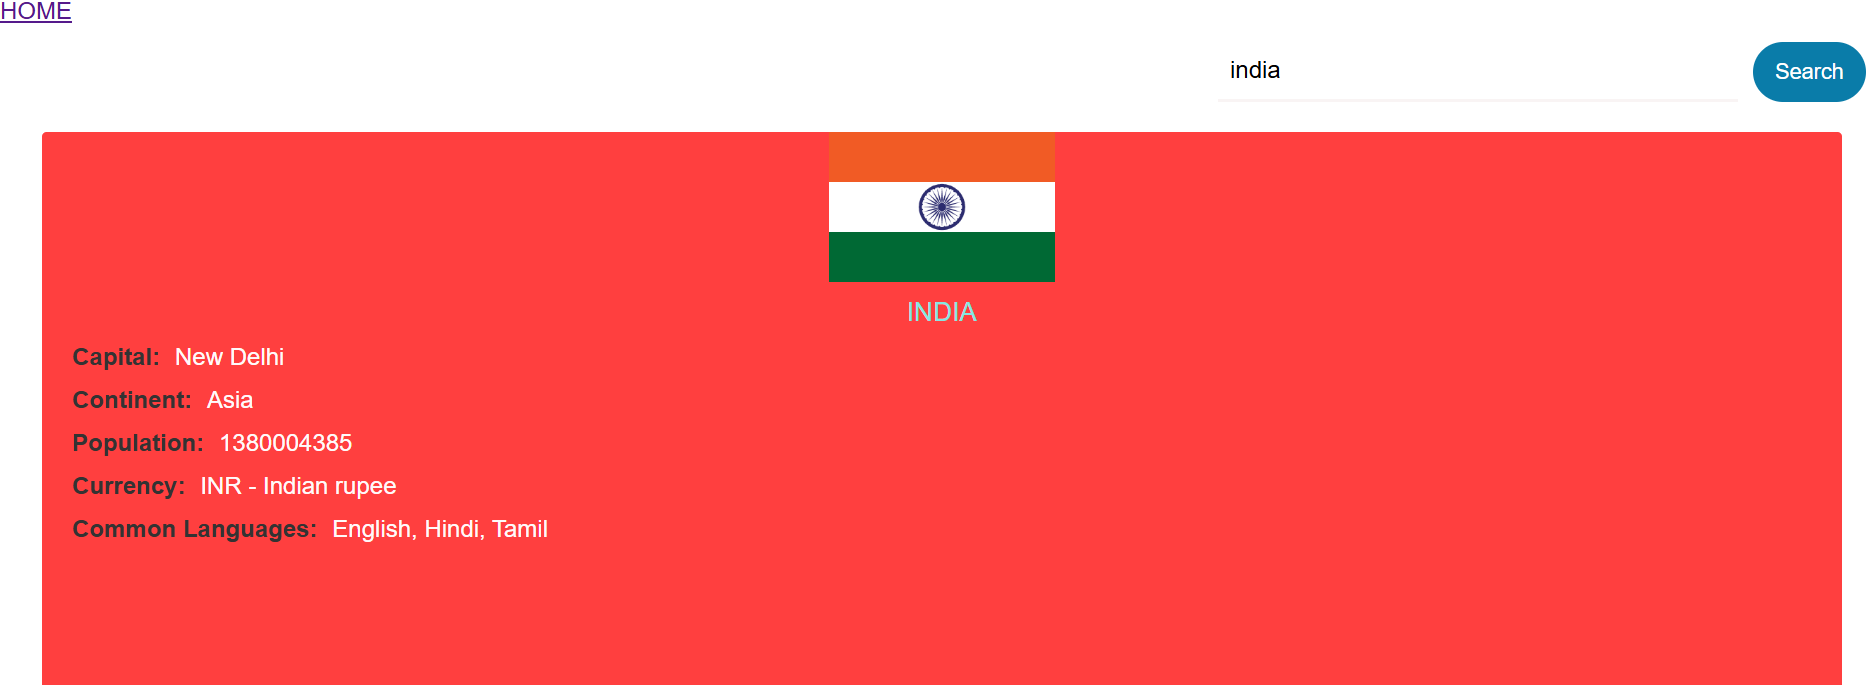 HOME
india
Search
INDIA
Capital: New Delhi
Continent: Asia
Population: 1380004385
Currency: INR - Indian rupee
Common Languages: English, Hindi, Tamil